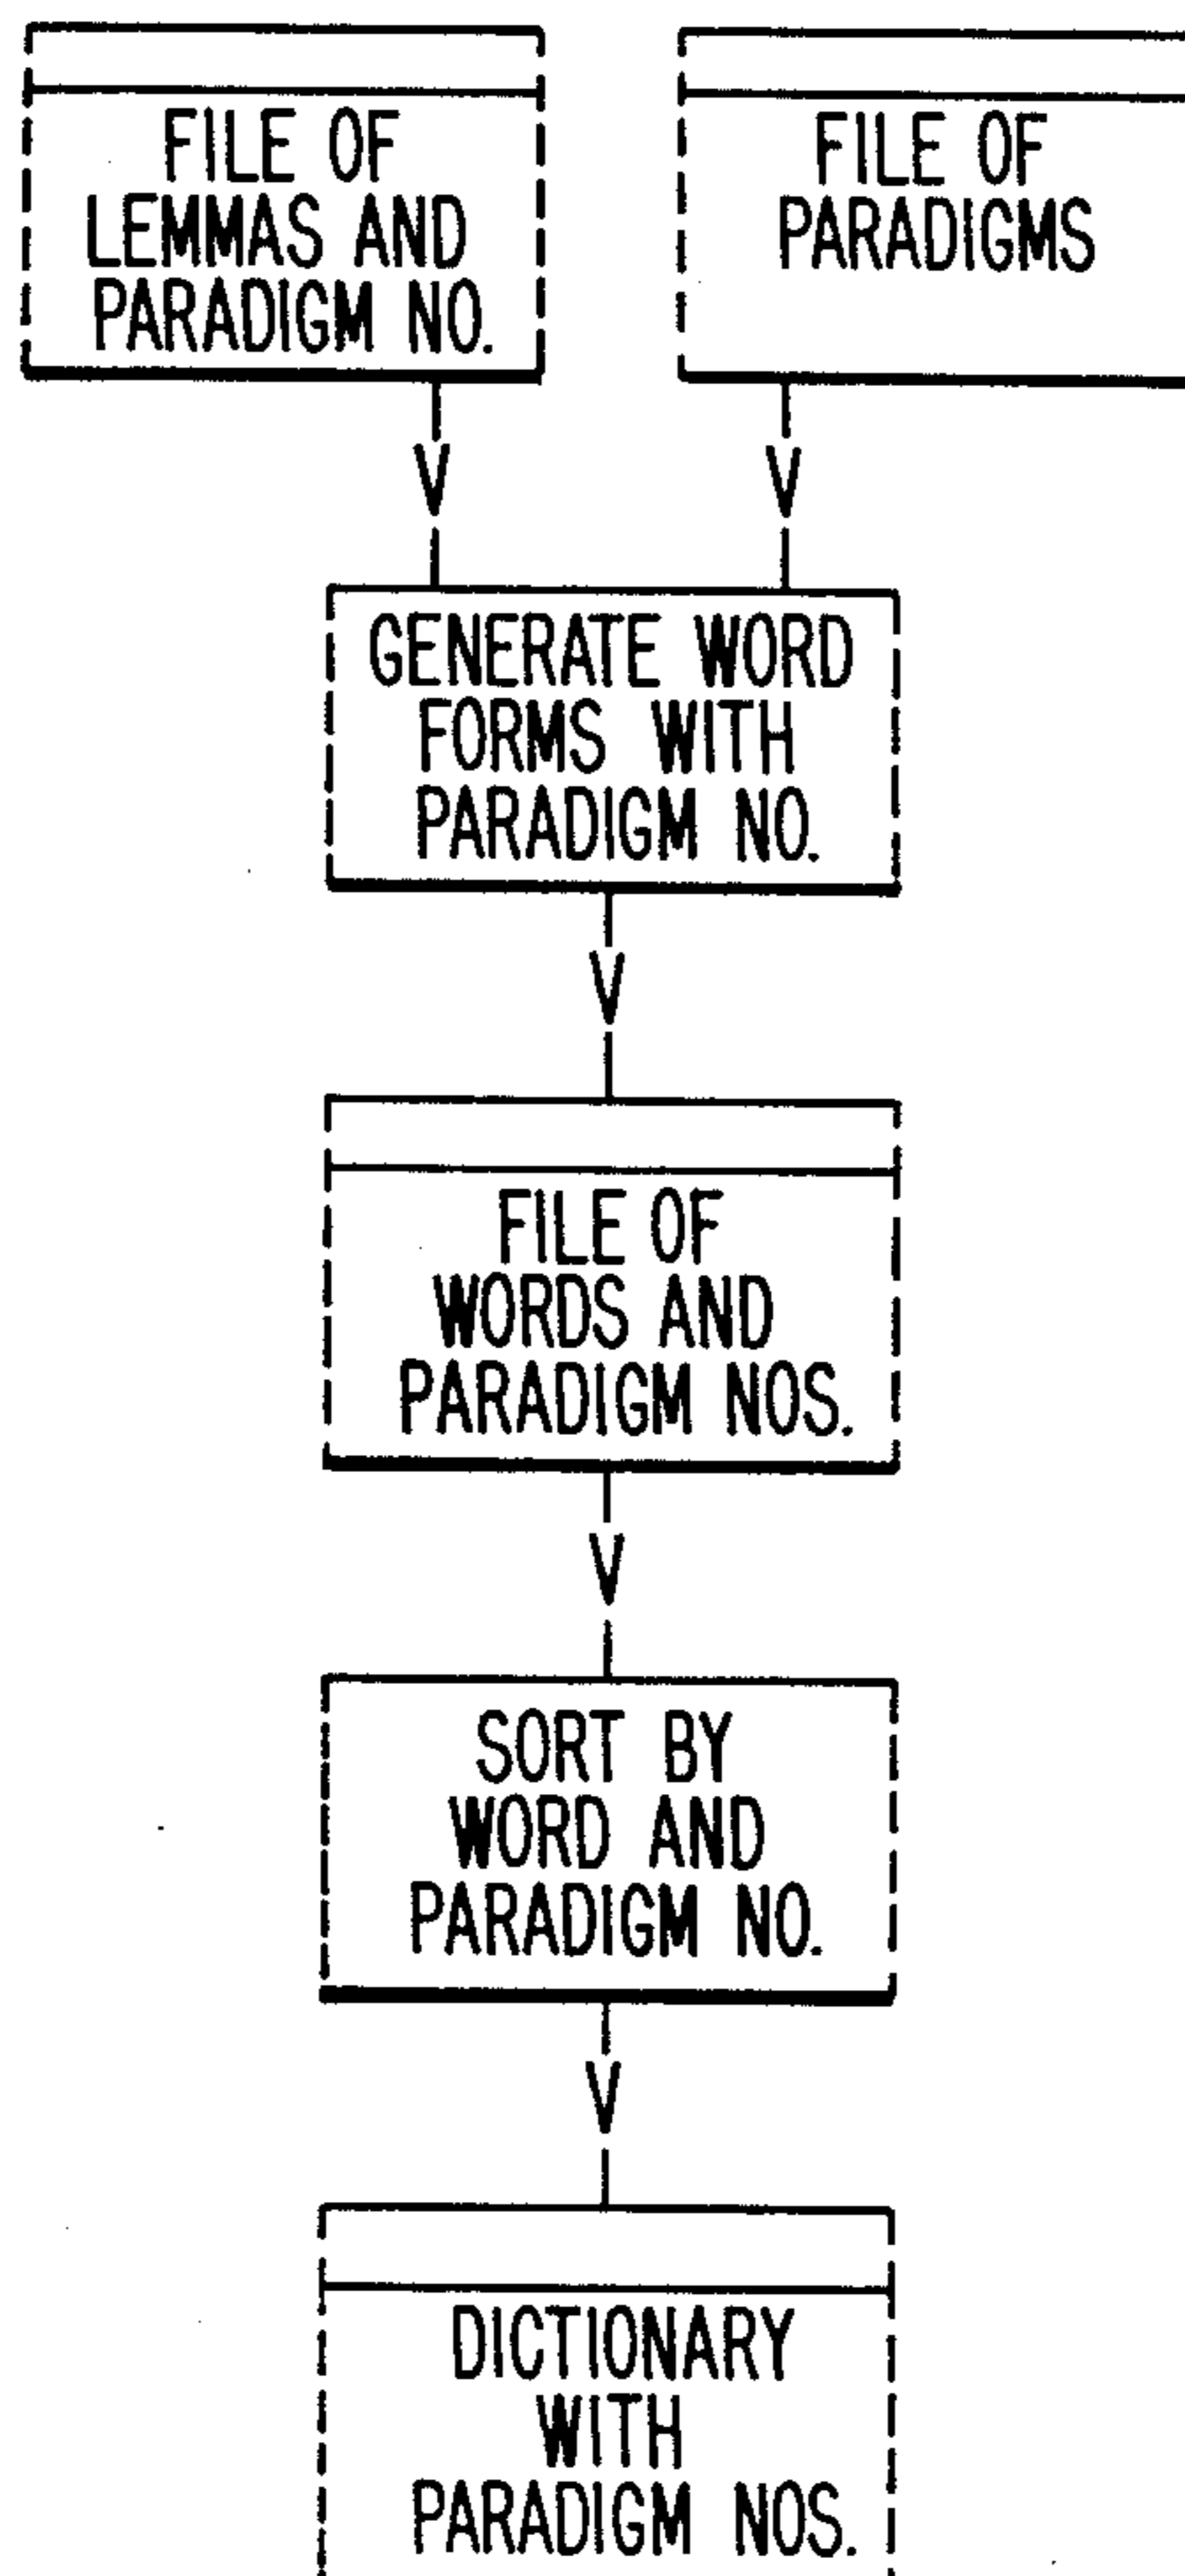 FILE OF
LEMMAS AND
PARADIGM NO.
FILE OF
PARADIGMS
GENERATE WORD
FORMS WITH
PARADIGM NO.
FILE OF
WORDS AND
PARADIGM NOS.
SORT BY
WORD AND
PARADIGM NO.
DICTIONARY
WITH
PARADIGM NOS.